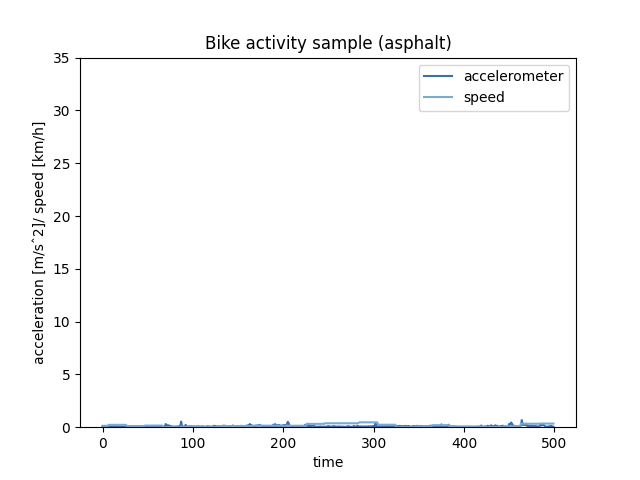 Bike activity sample (asphalt)
accelerometer
speed
35
30
25
20
15
10
5
0
acceleration [m/sˆ2]/ speed [km/h]
0 100 200 300 400 500
time